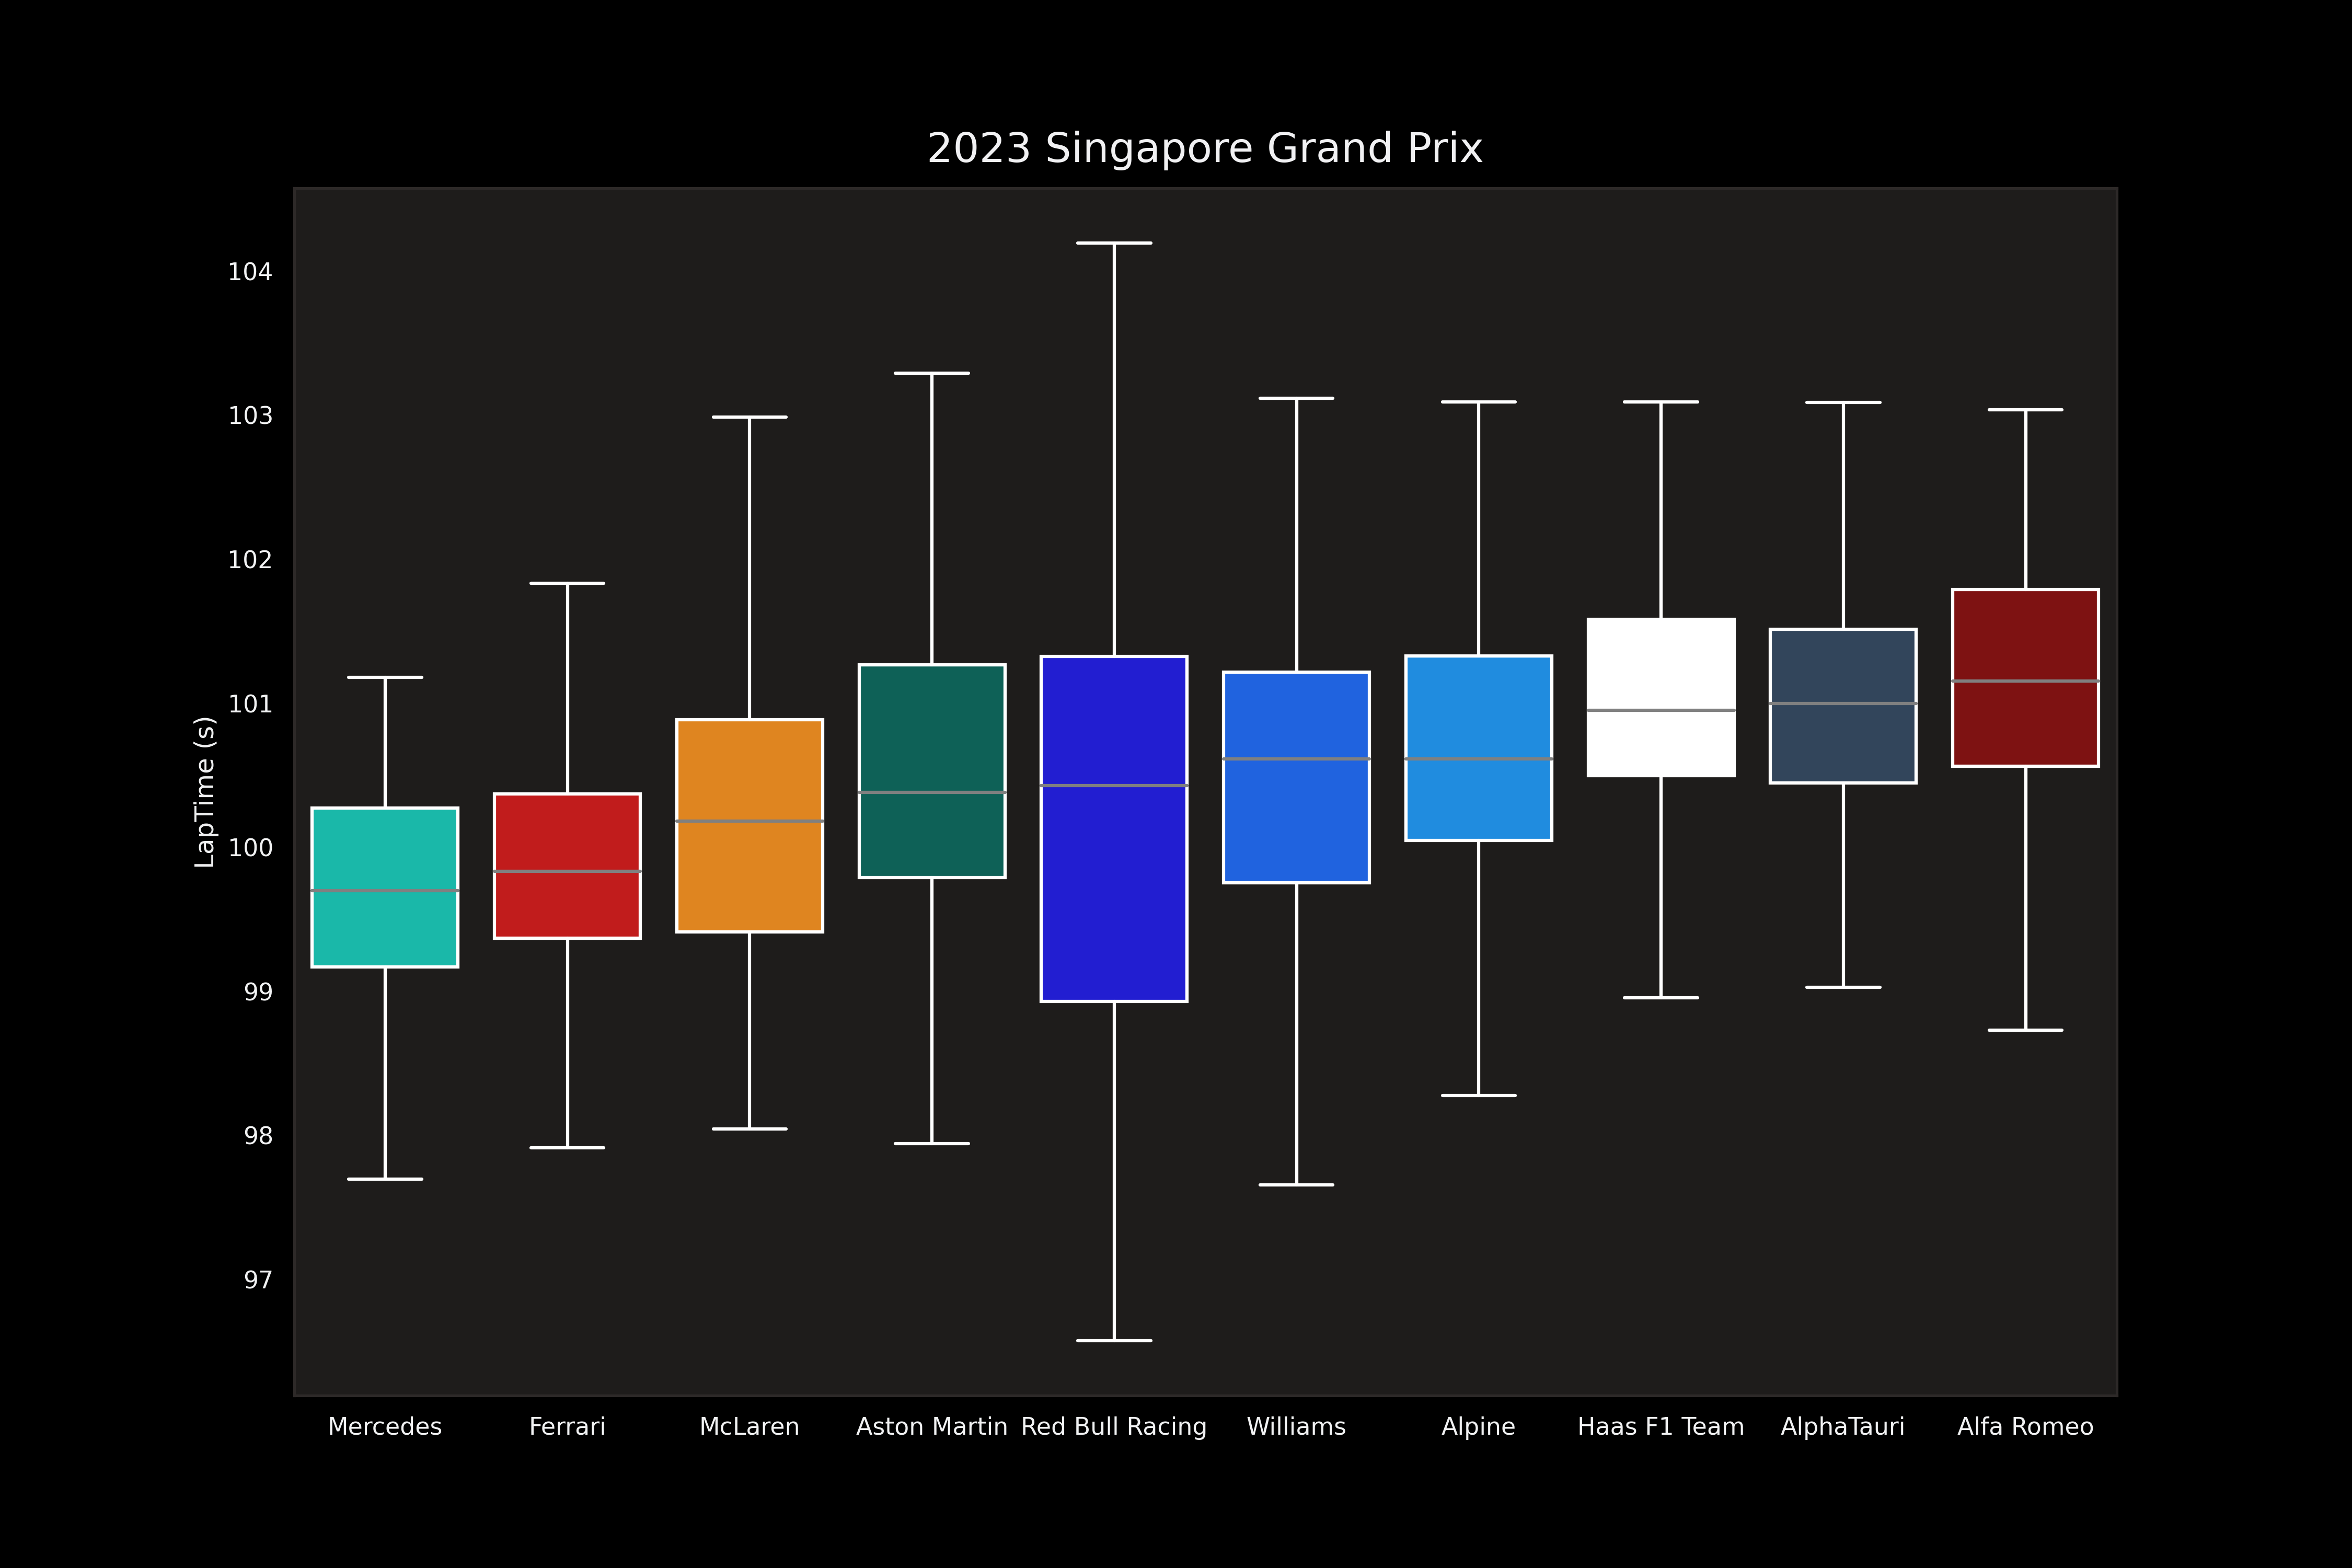 2023 Singapore Grand Prix
LapTime (s)
104
103
102
101
100
99
98
97
Mercedes Ferrari McLaren Aston Martin Red Bull Racing Williams Alpine Haas F1 Team AlphaTauri Alfa Romeo